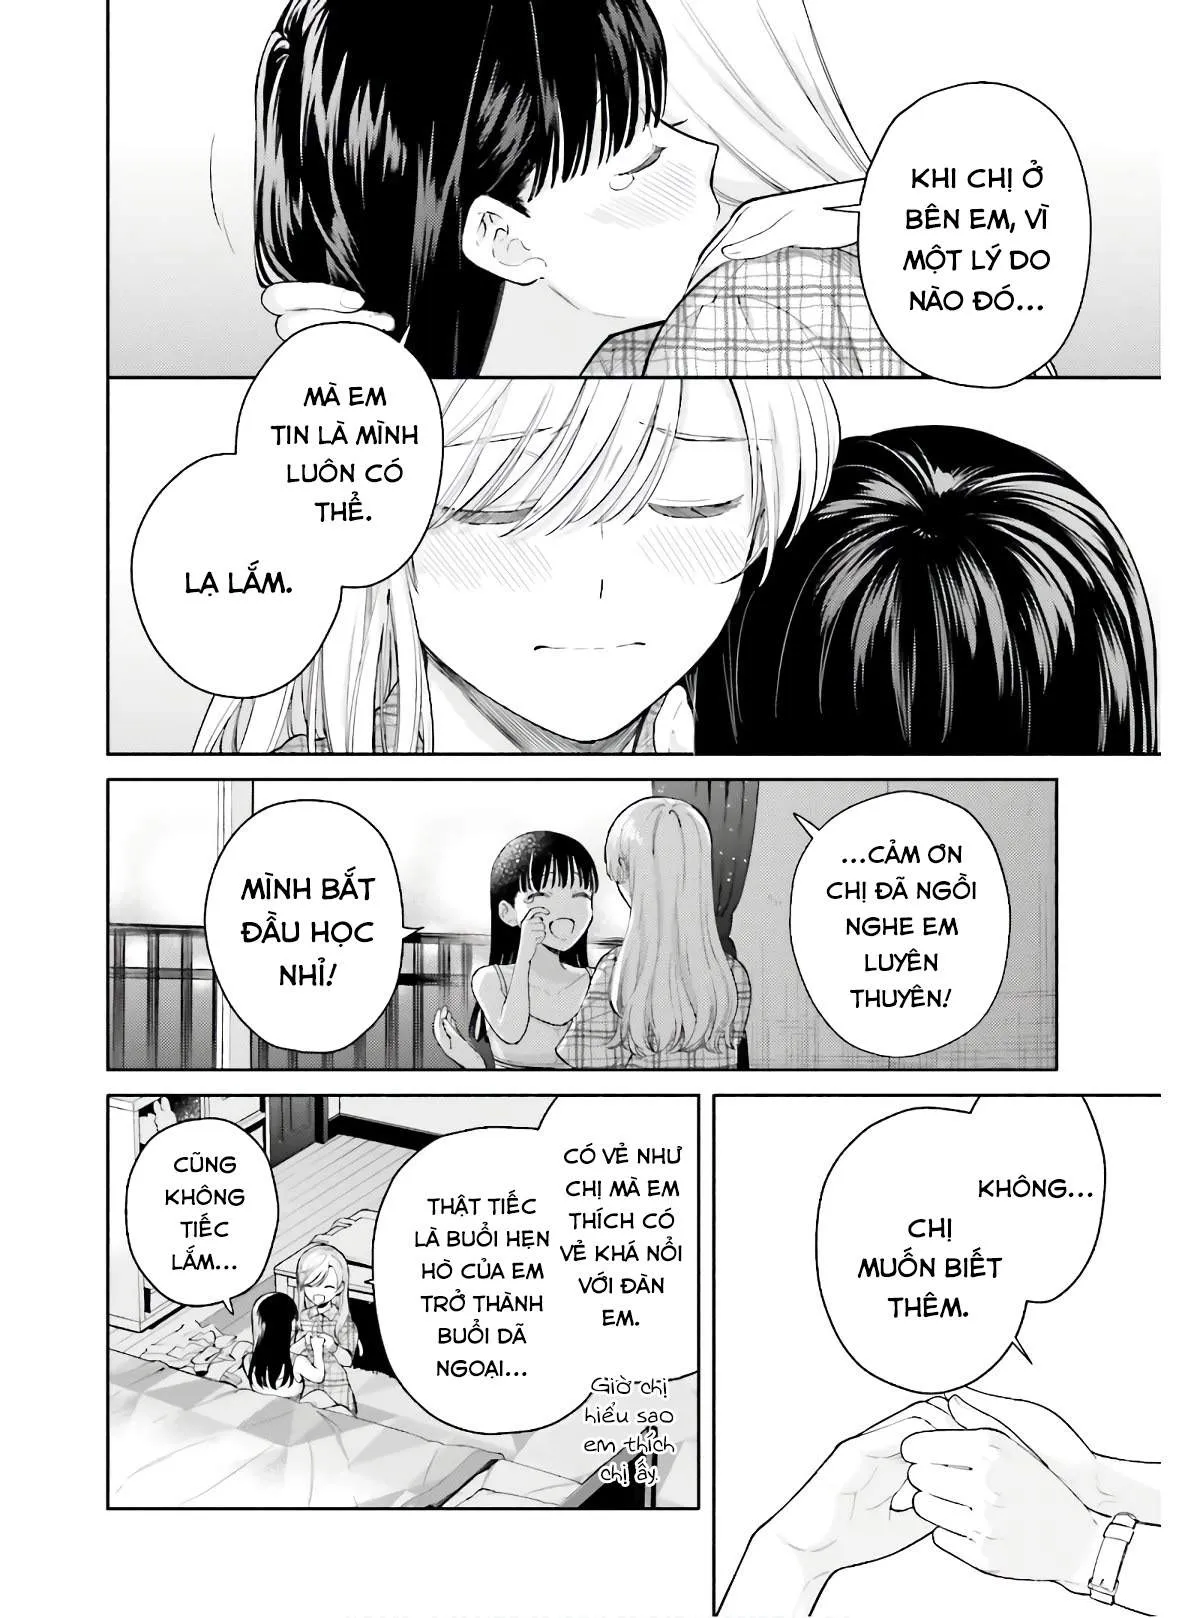 KHI CHỊ Ở
BÊN EM, VÌ
MỘT LÝ DO
NÀO ĐÓ...
MÀ EM
TIN LÀ MÌNH
LUÔN CÓ
THỂ.
LẠ LẮM.
...CẢM ƠN
CHỊ ĐÃ NGỒI
NGHE EM
LUYÊN
THUYÊN!
MÌNH BẮT
ĐẦU HỌC
NHỈ!
KHÔNG...
CHỊ
MUỐN BIẾT
THÊM.
CÓ VẺ NHƯ
CHỊ MÀ EM
THÍCH CÓ
VẺ KHÁ NỔI
VỚI ĐÀN
EM.
Giờ chị
hiểu sao
em thích
chị ấy.
THẬT TIẾC
LÀ BUỔI HẸN
HÒ CỦA EM
TRỞ THÀNH
BUỔI DÃ
NGOẠI...
CŨNG
KHÔNG
TIẾC
LẮM...